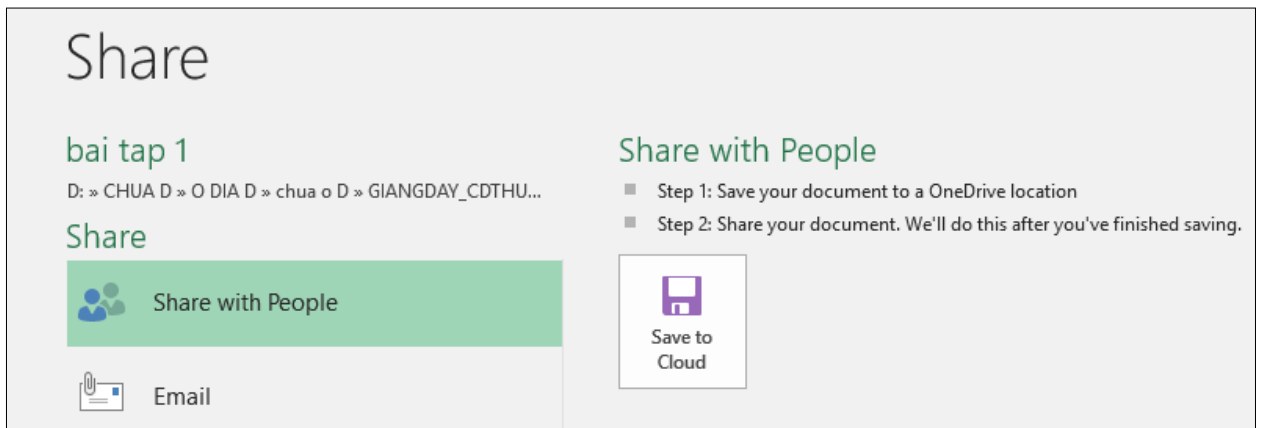 Share
bai tap 1
D: » CHUA D » O DIA D » chua o D » GIANGDAY_CDTHU...
Share
Share with People
Email
Share with People
Step 1: Save your document to a OneDrive location
Step 2: Share your document. We'll do this after you've finished saving.
Save to
Cloud